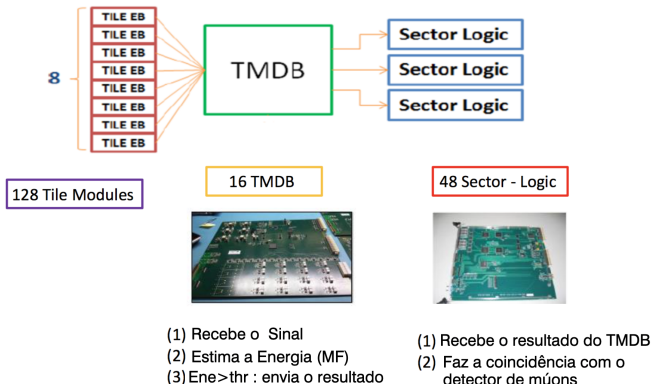 TILE EB
TILE EB
TILE EB
TILE EB
TILE EB
TILE EB
TILE EB
TILE EB
8
TMDB
Sector Logic
Sector Logic
Sector Logic
128 Tile Modules
16 TMDB
48 Sector - Logic
(1) Recebe o Sinal
(2) Estima a Energia (MF)
(3) Ene>thr : envia o resultado
(1) Recebe o resultado do TMDB
(2) Faz a coincidência com o
detector de múons